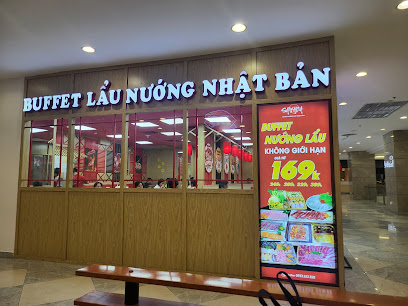 BUFFET LẨU NƯỚNG NHẬT BẢN
BUFFET
NƯỚNG LẨU
KHÔNG GIỚI HẠN
169K